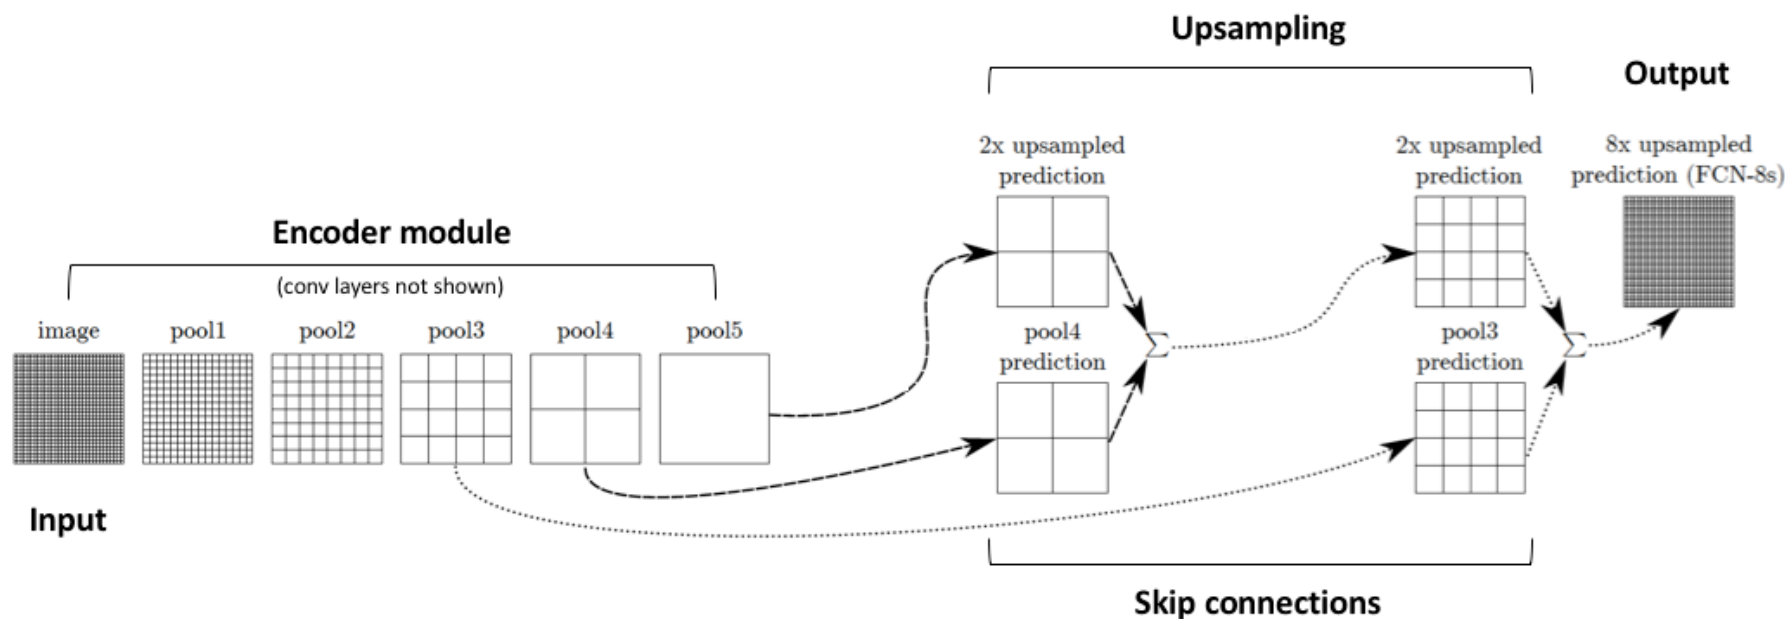 Upsampling
Output
2x upsampled
prediction
2x upsampled
prediction
8x upsampled
prediction (FCN-8s)
Encoder module
(conv layers not shown)
image
pool1
pool2
pool3
pool4
pool5
pool4
prediction
Σ
pool3
prediction
Σ
Input
Skip connections